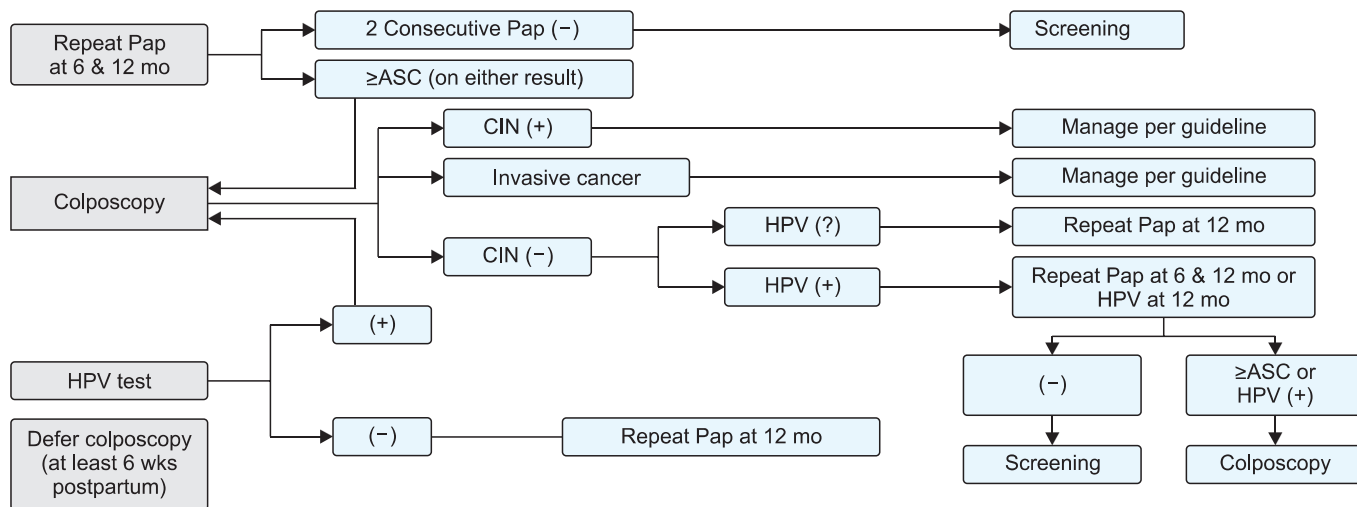 Repeat Pap
at 6 & 12 mo
2 Consecutive Pap (−)
Screening
≥ASC (on either result)
CIN (+)
Manage per guideline
Colposcopy
Invasive cancer
Manage per guideline
CIN (−)
HPV (?)
Repeat Pap at 12 mo
HPV (+)
Repeat Pap at 6 & 12 mo or
HPV at 12 mo
(+)
HPV test
(−)
≥ASC or
HPV (+)
Defer colposcopy
(at least 6 wks
postpartum)
(−)
Repeat Pap at 12 mo
Screening
Colposcopy